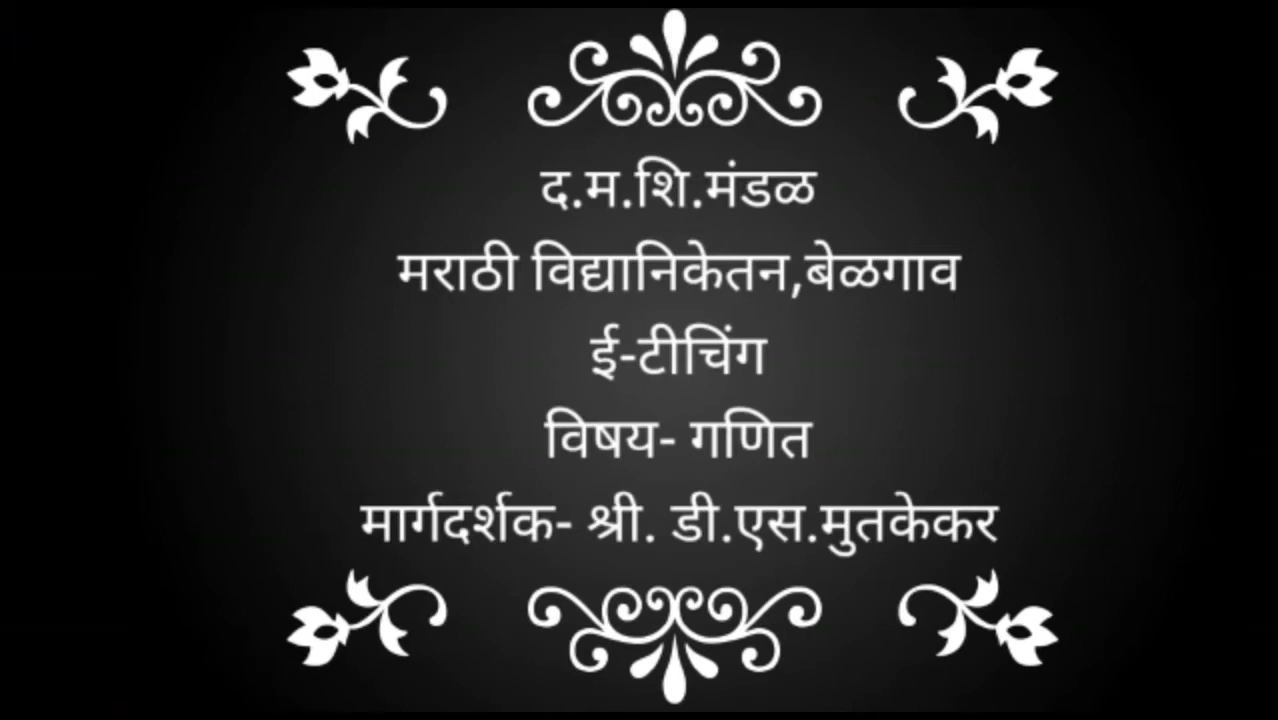 द.म.शि.मंडळ
मराठी विद्यानिकेतन,बेळगाव
ई-टीचिंग
विषय- गणित
मार्गदर्शक- श्री. डी.एस.मुतकेकर